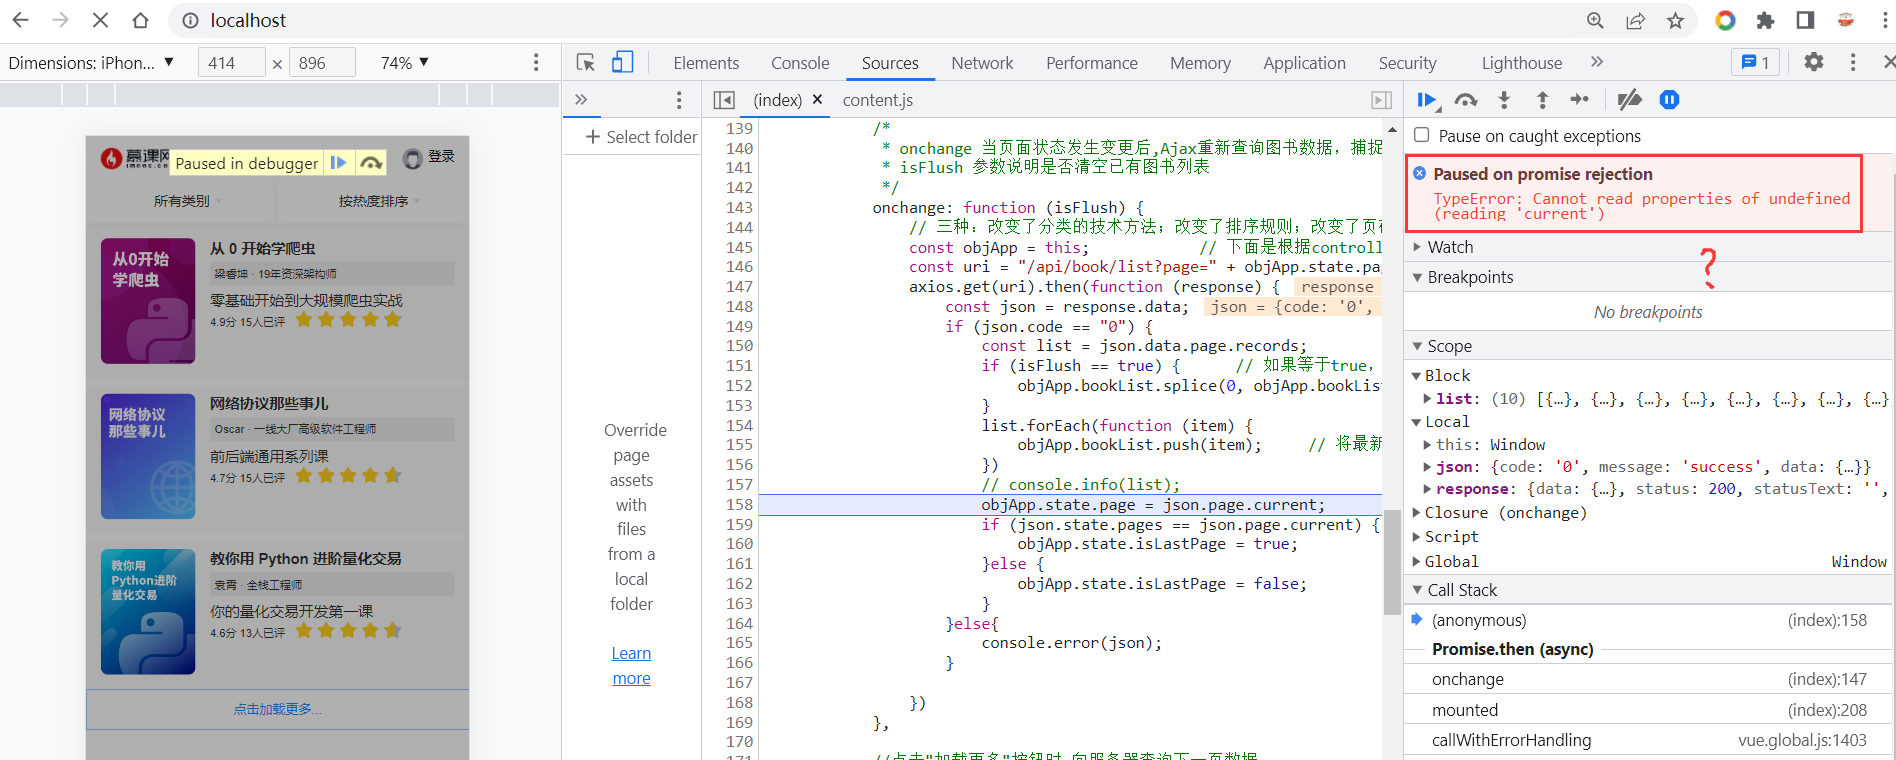 localhost
Dimensions: iPhon... ▼ 414 × 896 74% ▼
Elements Console Sources Network Performance Memory Application Security Lighthouse » 1
慕课网
imooc.co
Paused in debugger
登录
所有类别
按热度排序
从0开始
学爬虫
从 0 开始学爬虫
梁睿坤 · 19年资深架构师
零基础开始到大规模爬虫实战
4.9分 15人已评
网络协议
那些事儿
网络协议那些事儿
Oscar · 一线大厂高级软件工程师
前后端通用系列课
4.7分 15人已评
教你用
Python进阶
量化交易
教你用 Python 进阶量化交易
袁霄 · 全栈工程师
你的量化交易开发第一课
4.6分 13人已评
点击加载更多...
»
+ Select folder
Override
page
assets
with
files
from a
local
folder
Learn
more
(index) × content.js
139 /*
140 * onchange 当页面状态发生变更后,Ajax重新查询图书数据，捕捉
141 * isFlush 参数说明是否清空已有图书列表
142 */
143 onchange: function (isFlush) {
144 // 三种：改变了分类的技术方法；改变了排序规则；改变了页
145 const objApp = this; // 下面是根据controll
146 const uri = "/api/book/list?page=" + objApp.state.pa
147 axios.get(uri).then(function (response) { response
148 const json = response.data; json = {code: '0',
149 if (json.code == "0") {
150 const list = json.data.page.records;
151 if (isFlush == true) { // 如果等于true,
152 objApp.bookList.splice(0, objApp.bookList
153 }
154 list.forEach(function (item) {
155 objApp.bookList.push(item); // 将最新
156 })
157 // console.info(list);
158 objApp.state.page = json.page.current;
159 if (json.state.pages == json.page.current) {
160 objApp.state.isLastPage = true;
161 }else {
162 objApp.state.isLastPage = false;
163 }
164 }else{
165 console.error(json);
166 }
167
168 })
169 },
170
171 //点击"加载更多"按钮时,向服务器查询下一页数据
Pause on caught exceptions
Paused on promise rejection
TypeError: Cannot read properties of undefined
(reading 'current')
Watch
?
Breakpoints
No breakpoints
Scope
Block
list: (10) [{…}, {…}, {…}, {…}, {…}, {…}, {…}, {…}
Local
this: Window
json: {code: '0', message: 'success', data: {…}}
response: {data: {…}, status: 200, statusText: '',
Closure (onchange)
Script
Global Window
Call Stack
(anonymous) (index):158
Promise.then (async)
onchange (index):147
mounted (index):208
callWithErrorHandling vue.global.js:1403